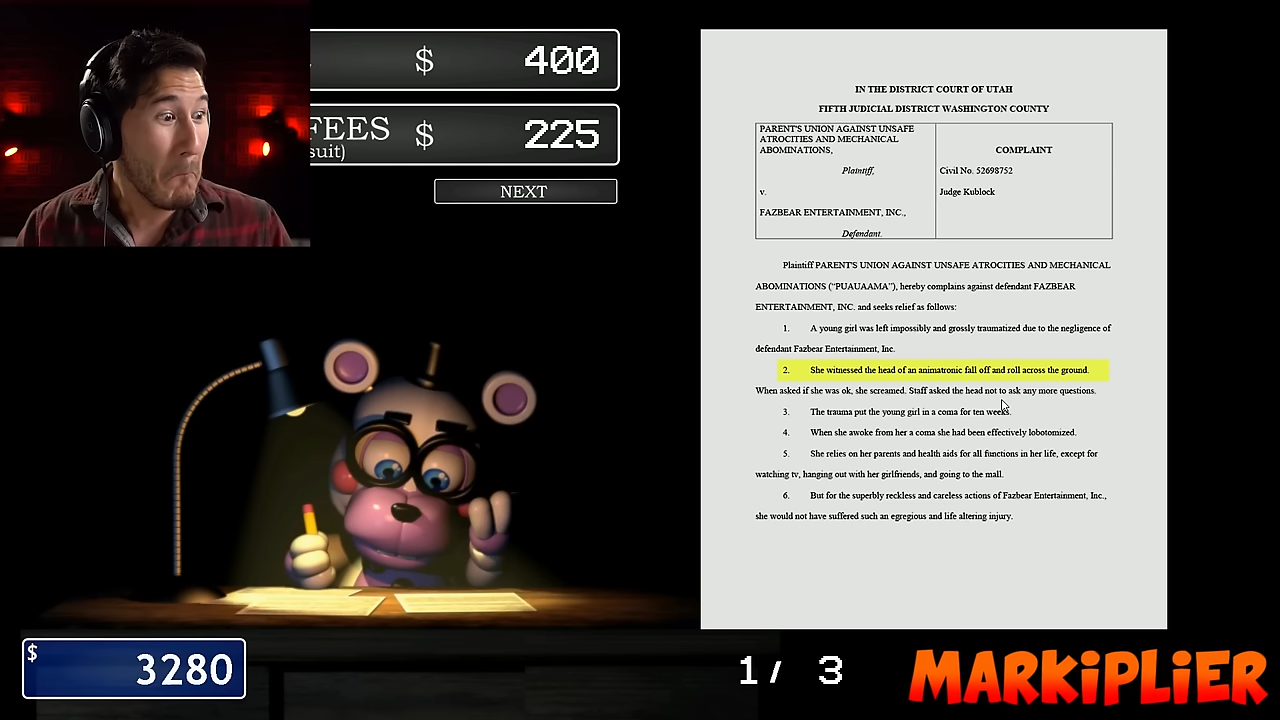 $ 400
FEES $ 225
suit)
NEXT
IN THE DISTRICT COURT OF UTAH
FIFTH JUDICIAL DISTRICT WASHINGTON COUNTY
PARENT'S UNION AGAINST UNSAFE
ATROCITIES AND MECHANICAL
ABOMINATIONS,
Plaintiff,
v.
FAZBEAR ENTERTAINMENT, INC.,
Defendant.
COMPLAINT
Civil No. 52698752
Judge Kublock
Plaintiff PARENT'S UNION AGAINST UNSAFE ATROCITIES AND MECHANICAL
ABOMINATIONS (“PUAUAAMA”), hereby complains against defendant FAZBEAR
ENTERTAINMENT, INC. and seeks relief as follows:
1. A young girl was left impossibly and grossly traumatized due to the negligence of
defendant Fazbear Entertainment, Inc.
2. She witnessed the head of an animatronic fall off and roll across the ground.
When asked if she was ok, she screamed. Staff asked the head not to ask any more questions.
3. The trauma put the young girl in a coma for ten weeks.
4. When she awoke from her a coma she had been effectively lobotomized.
5. She relies on her parents and health aids for all functions in her life, except for
watching tv, hanging out with her girlfriends, and going to the mall.
6. But for the superbly reckless and careless actions of Fazbear Entertainment, Inc.,
she would not have suffered such an egregious and life altering injury.
$ 3280
1 / 3
MARKiPLiER